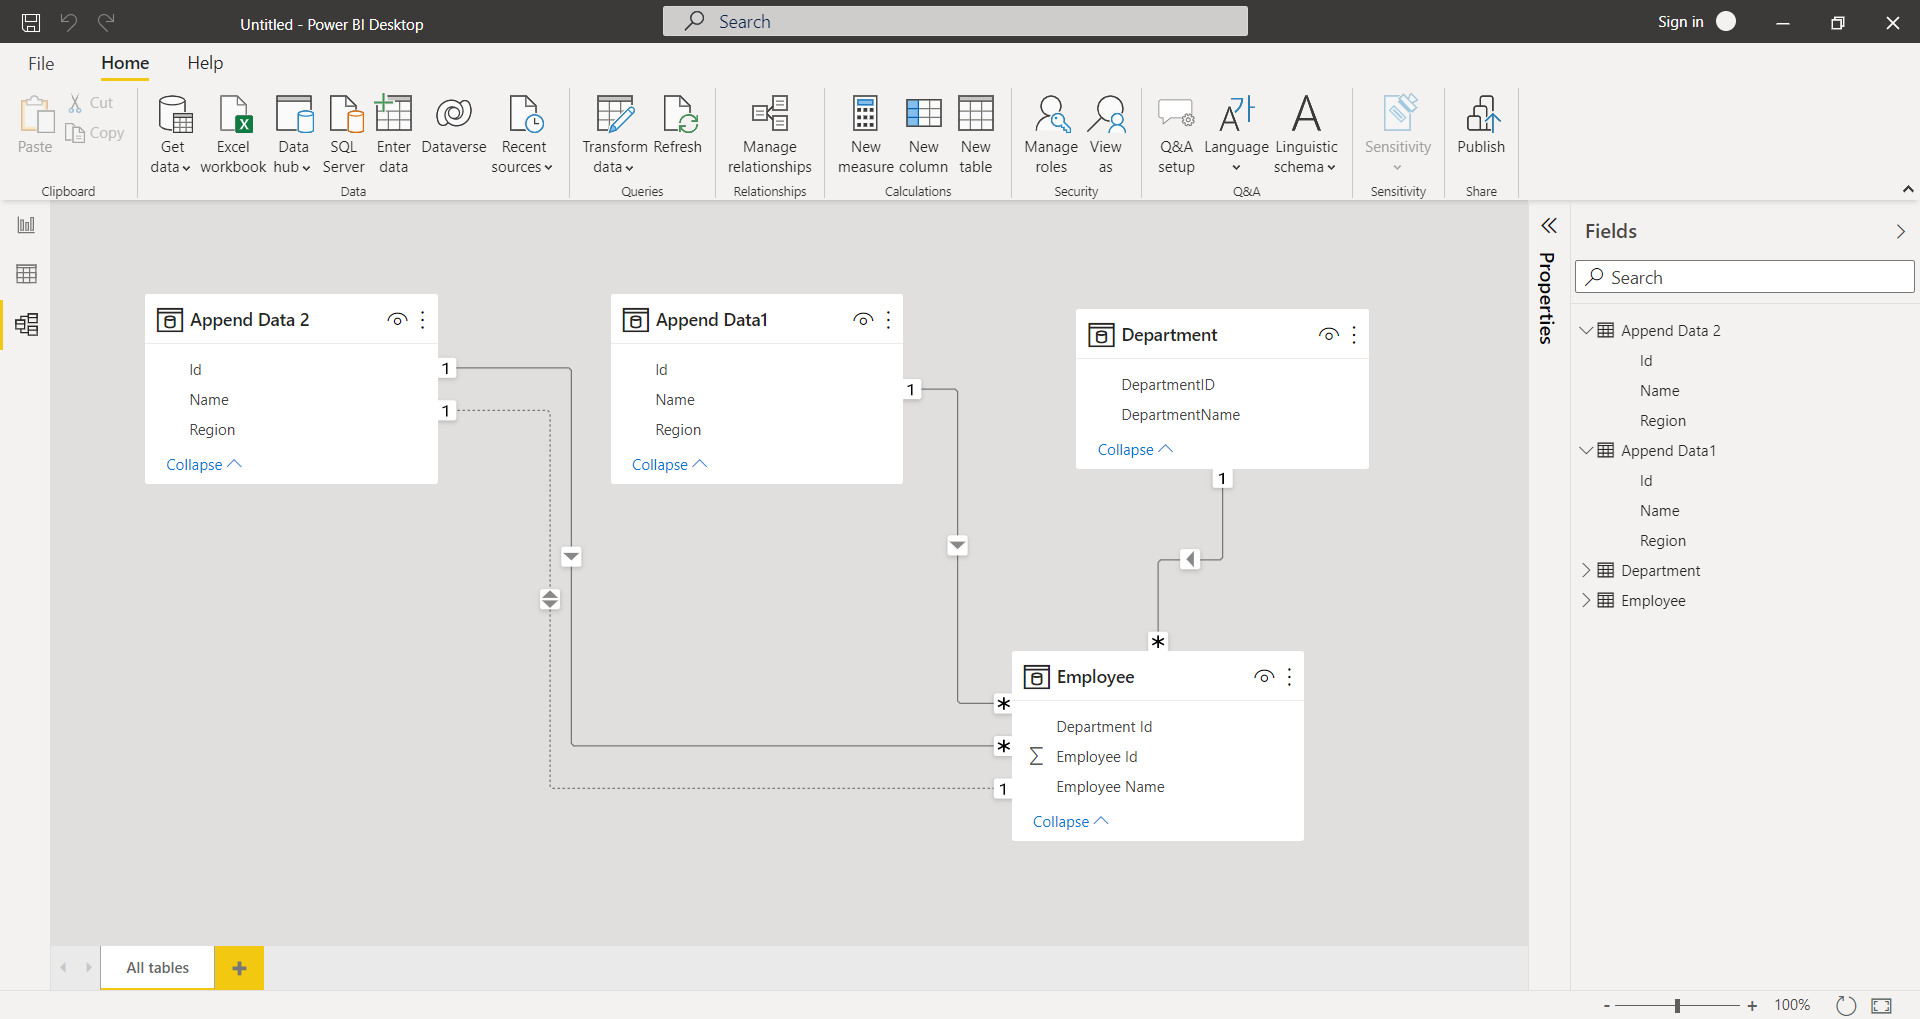 Untitled - Power BI Desktop
Search
Sign in
File
Home
Help
Paste
Cut
Copy
Clipboard
Get data
Excel workbook
Data hub
SQL Server
Enter data
Dataverse
Recent sources
Data
Transform data
Refresh
Queries
Manage relationships
Relationships
New measure
New column
New table
Calculations
Manage roles
View as
Security
Q&A setup
Language
Linguistic schema
Q&A
Sensitivity
Sensitivity
Publish
Share
Append Data 2
Id
Name
Region
Collapse
1
1
Append Data1
Id
Name
Region
Collapse
1
Department
DepartmentID
DepartmentName
Collapse
1
*
Employee
Department Id
Σ Employee Id
Employee Name
Collapse
*
*
1
Properties
Fields
Search
Append Data 2
Id
Name
Region
Append Data1
Id
Name
Region
Department
Employee
All tables
+
- + 100%